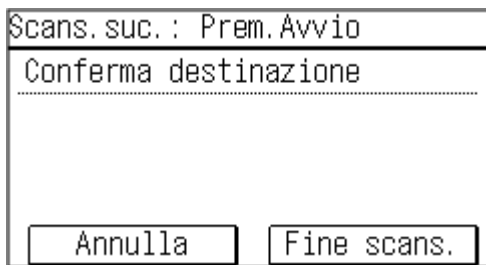 Scans.suc.: Prem.Avvio
Conferma destinazione
Annulla Fine scans.